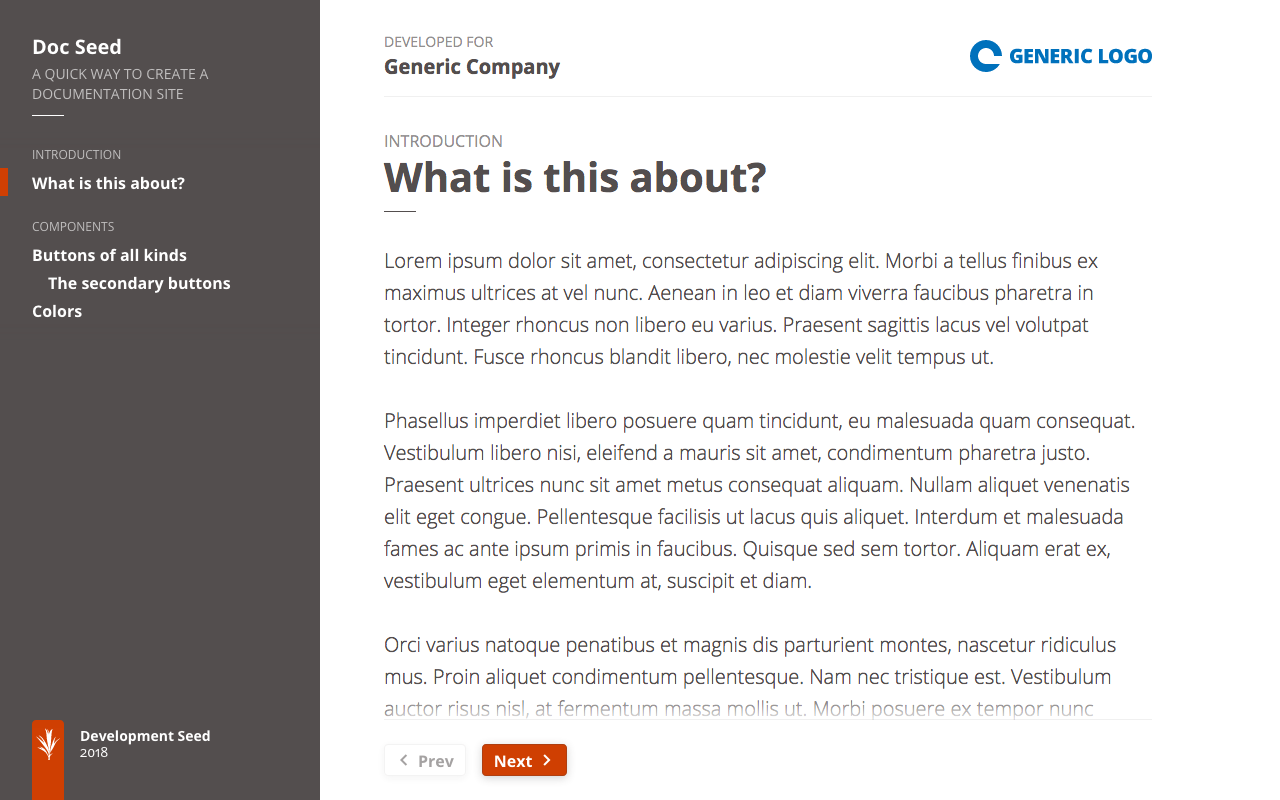 Doc Seed
A QUICK WAY TO CREATE A
DOCUMENTATION SITE
INTRODUCTION
What is this about?
COMPONENTS
Buttons of all kinds
The secondary buttons
Colors
Development Seed
2018
DEVELOPED FOR
Generic Company
GENERIC LOGO
INTRODUCTION
What is this about?
Lorem ipsum dolor sit amet, consectetur adipiscing elit. Morbi a tellus finibus ex
maximus ultrices at vel nunc. Aenean in leo et diam viverra faucibus pharetra in
tortor. Integer rhoncus non libero eu varius. Praesent sagittis lacus vel volutpat
tincidunt. Fusce rhoncus blandit libero, nec molestie velit tempus ut.
Phasellus imperdiet libero posuere quam tincidunt, eu malesuada quam consequat.
Vestibulum libero nisi, eleifend a mauris sit amet, condimentum pharetra justo.
Praesent ultrices nunc sit amet metus consequat aliquam. Nullam aliquet venenatis
elit eget congue. Pellentesque facilisis ut lacus quis aliquet. Interdum et malesuada
fames ac ante ipsum primis in faucibus. Quisque sed sem tortor. Aliquam erat ex,
vestibulum eget elementum at, suscipit et diam.
Orci varius natoque penatibus et magnis dis parturient montes, nascetur ridiculus
mus. Proin aliquet condimentum pellentesque. Nam nec tristique est. Vestibulum
auctor risus nisl, at fermentum massa mollis ut. Morbi posuere ex tempor nunc
Prev
Next